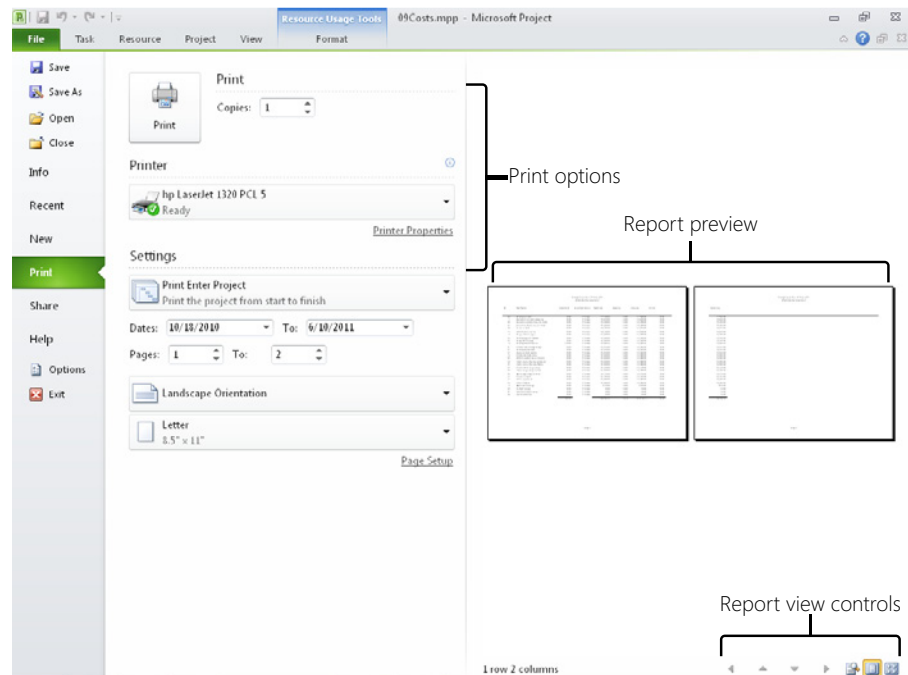 Resource Usage Tools
09Costs.mpp - Microsoft Project
File Task Resource Project View Format
Save
Save As
Open
Close
Info
Recent
New
Print
Share
Help
Options
Exit
Print
Print
Copies: 1
Printer
hp LaserJet 1320 PCL 5
Ready
Printer Properties
Settings
Print Enter Project
Print the project from start to finish
Dates: 10/18/2010 To: 6/10/2011
Pages: 1 To: 2
Landscape Orientation
Letter
8.5" x 11"
Page Setup
Print options
Report preview
Report view controls
1 row 2 columns